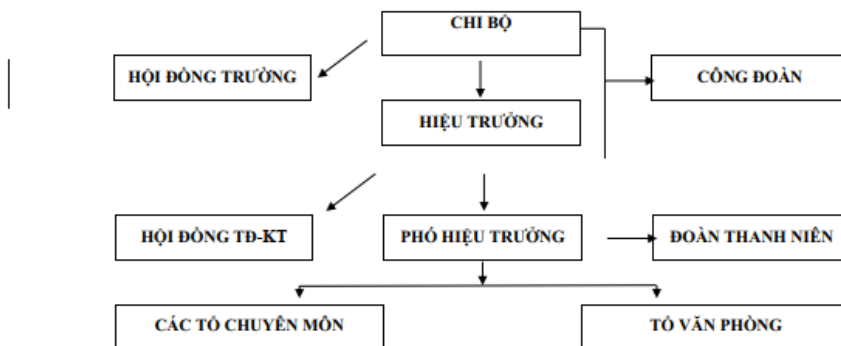 CHI BỘ
HỘI ĐỒNG TRƯỜNG
CÔNG ĐOÀN
HIỆU TRƯỞNG
HỘI ĐỒNG TĐ-KT
PHÓ HIỆU TRƯỞNG
ĐOÀN THANH NIÊN
CÁC TỔ CHUYÊN MÔN
TỔ VĂN PHÒNG